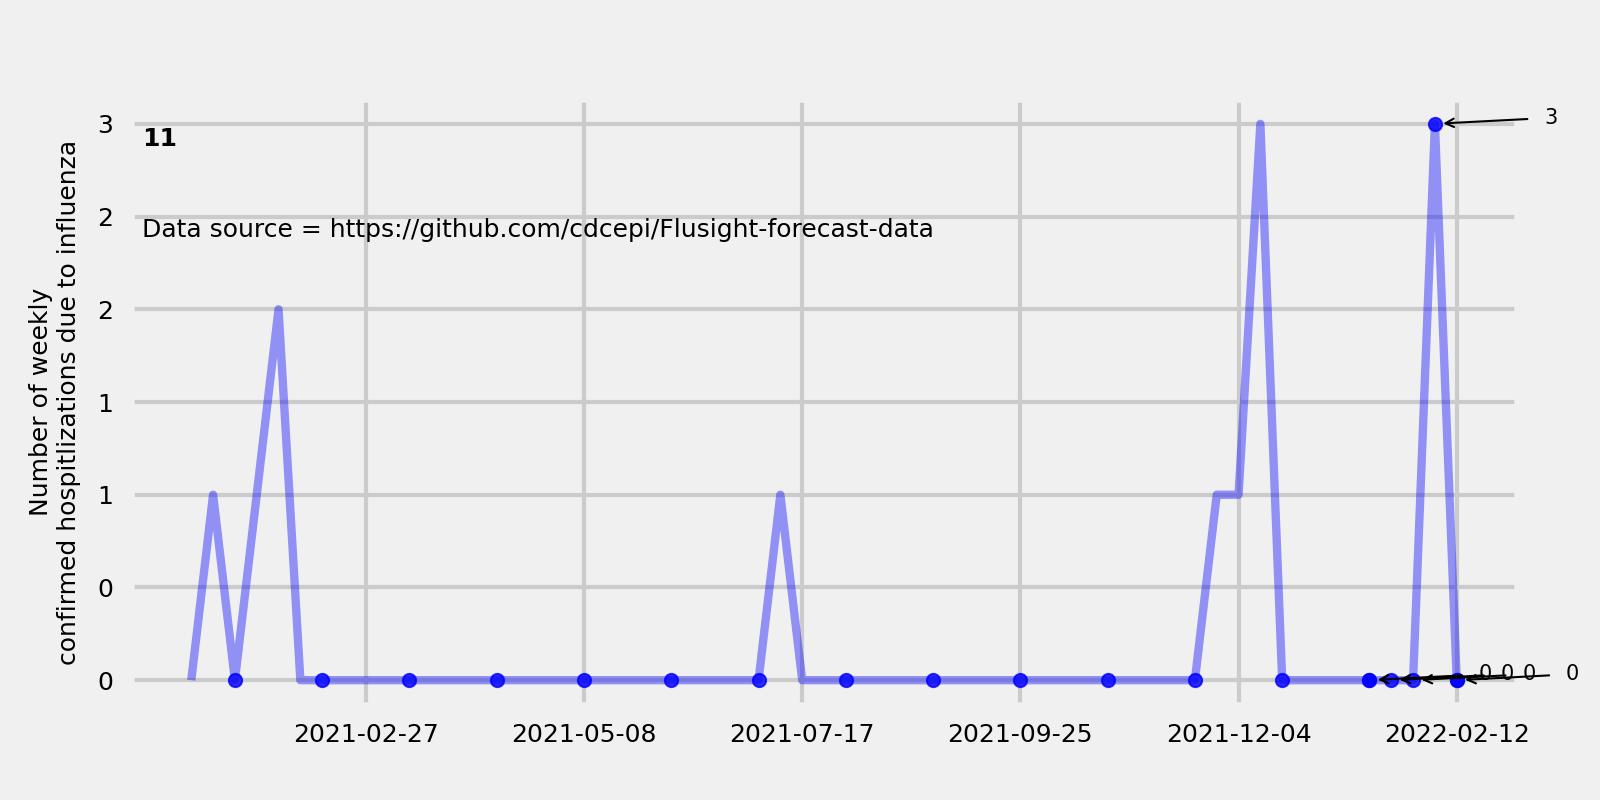 3
11
3
2
Data source = https://github.com/cdcepi/Flusight-forecast-data
2
1
1
0
0
Number of weekly
confirmed hospitlizations due to influenza
0 0 0 0
2021-02-27 2021-05-08 2021-07-17 2021-09-25 2021-12-04 2022-02-12